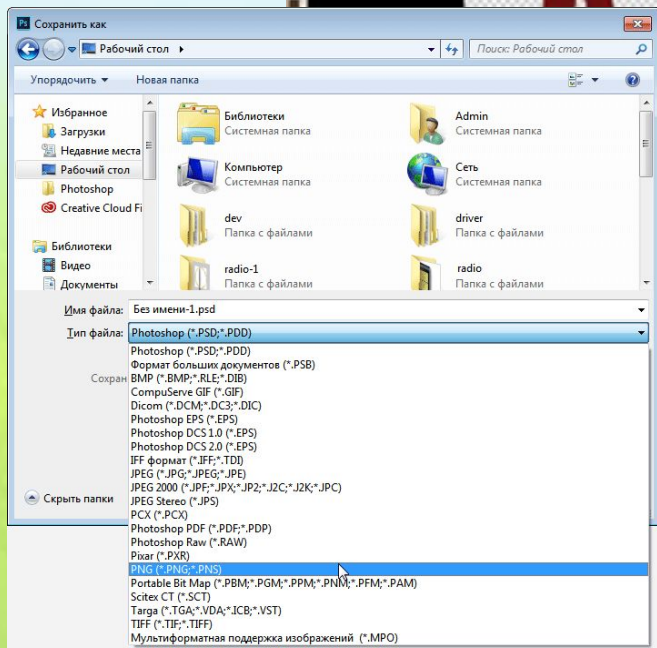 Ps Сохранить как
Рабочий стол
Поиск: Рабочий стол
Упорядочить
Новая папка
Избранное
Загрузки
Недавние места
Рабочий стол
Photoshop
Creative Cloud Fi
Библиотеки
Видео
Документы
Библиотеки
Системная папка
Admin
Системная папка
Компьютер
Системная папка
Сеть
Системная папка
dev
Папка с файлами
driver
Папка с файлами
radio-1
Папка с файлами
radio
Папка с файлами
Имя файла: Без имени-1.psd
Тип файла: Photoshop (*.PSD;*.PDD)
Сохран
Photoshop (*.PSD;*.PDD)
Формат больших документов (*.PSB)
BMP (*.BMP;*.RLE;*.DIB)
CompuServe GIF (*.GIF)
Dicom (*.DCM;*.DC3;*.DIC)
Photoshop EPS (*.EPS)
Photoshop DCS 1.0 (*.EPS)
Photoshop DCS 2.0 (*.EPS)
IFF формат (*.IFF;*.TDI)
JPEG (*.JPG;*.JPEG;*.JPE)
JPEG 2000 (*.JPF;*.JPX;*.JP2;*.J2C;*.J2K;*.JPC)
JPEG Stereo (*.JPS)
PCX (*.PCX)
Photoshop PDF (*.PDF;*.PDP)
Photoshop Raw (*.RAW)
Pixar (*.PXR)
PNG (*.PNG;*.PNS)
Portable Bit Map (*.PBM;*.PGM;*.PPM;*.PNM;*.PFM;*.PAM)
Scitex CT (*.SCT)
Targa (*.TGA;*.VDA;*.ICB;*.VST)
TIFF (*.TIF;*.TIFF)
Мультиформатная поддержка изображений (*.MPO)
Скрыть папки